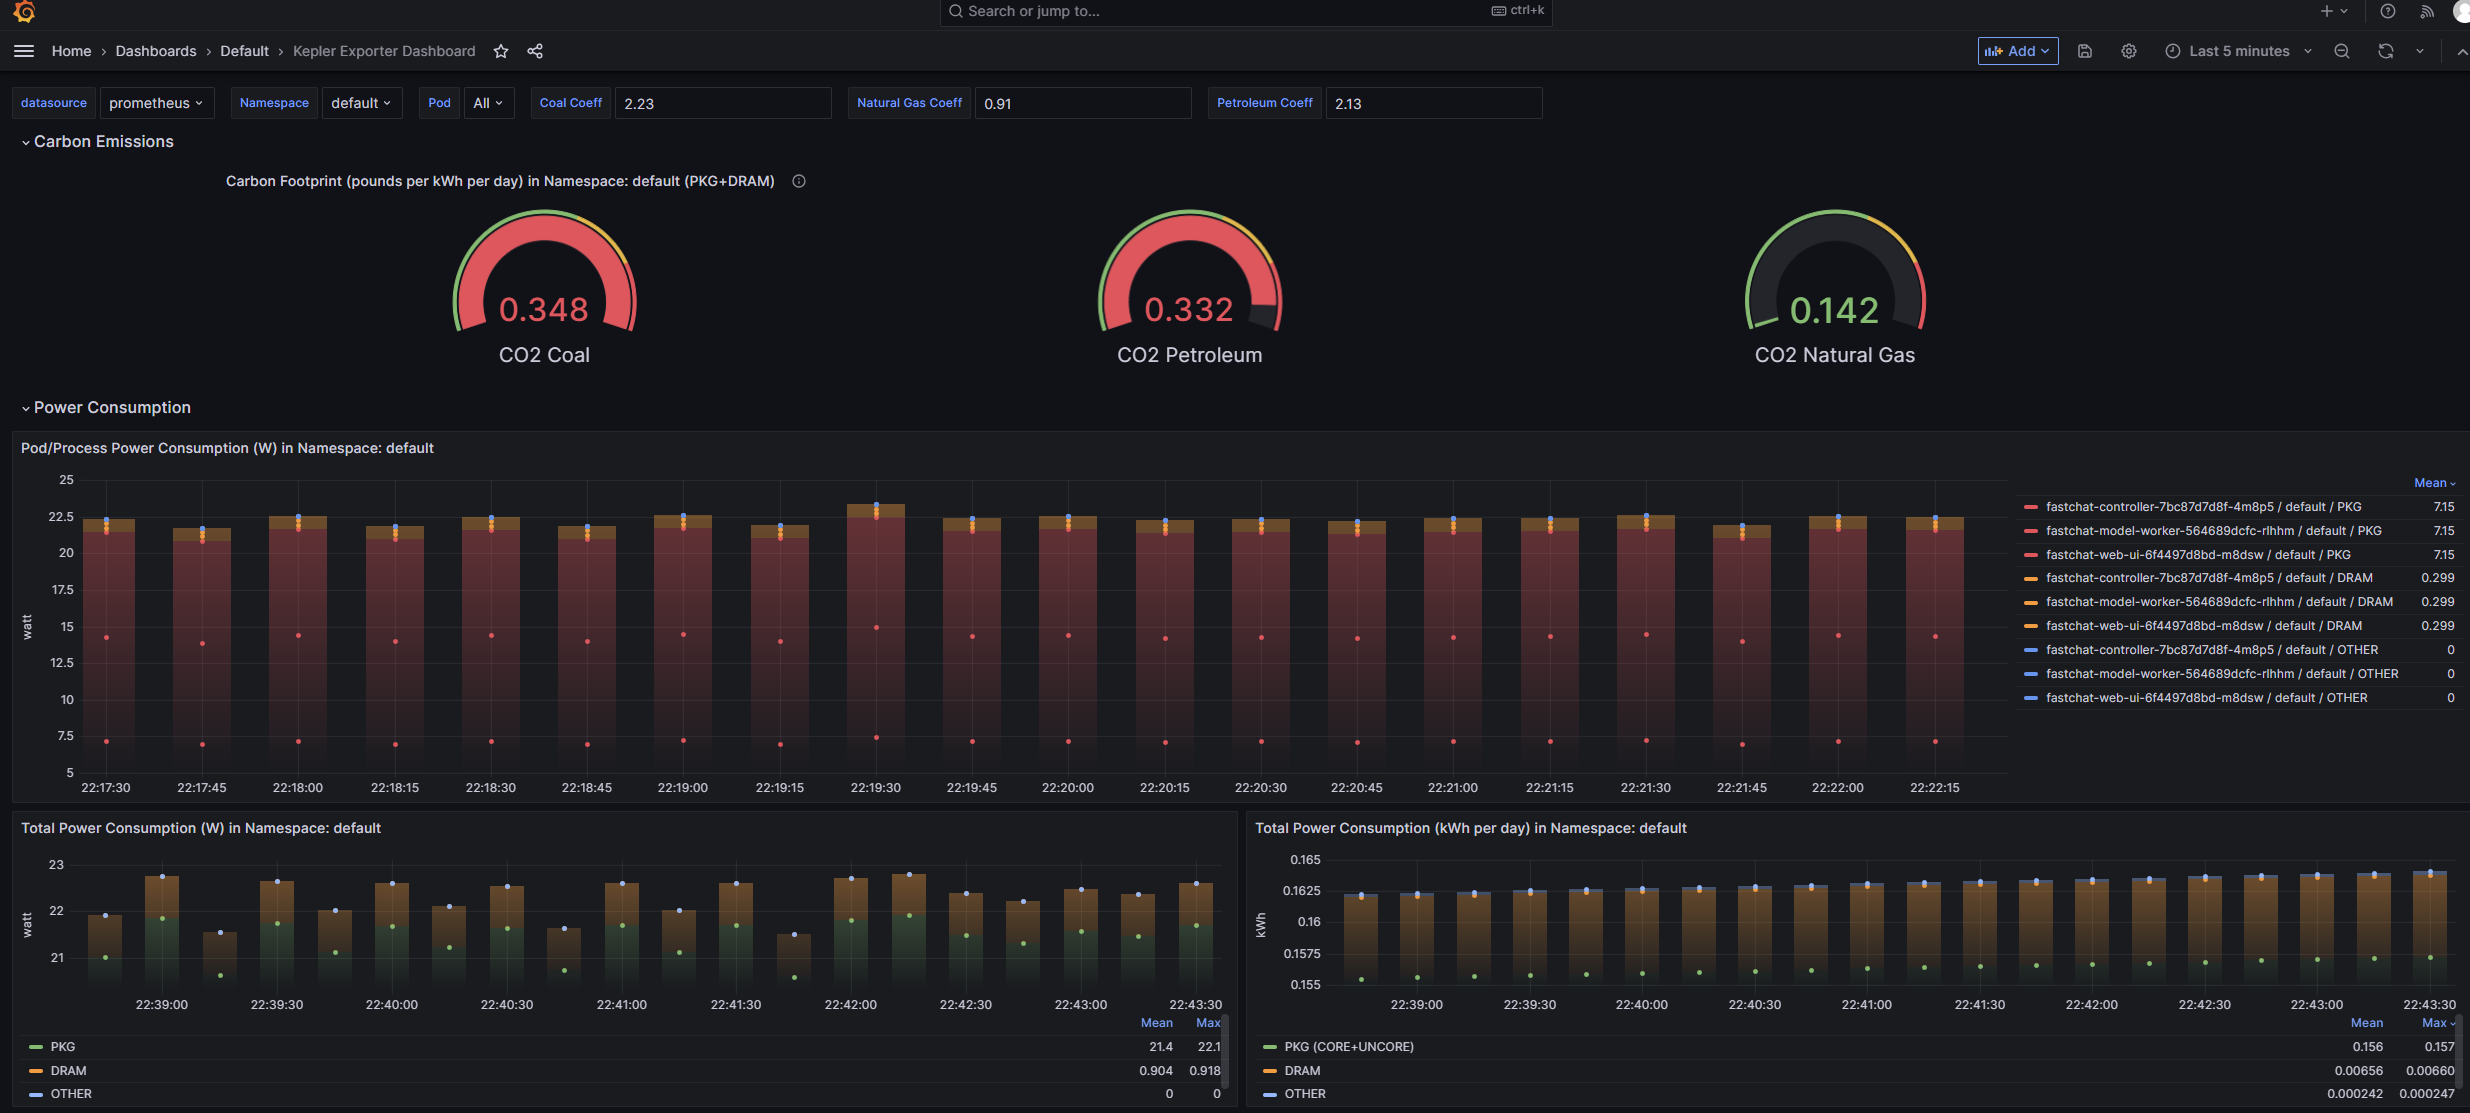 Search or jump to... ctrl+k
Home › Dashboards › Default › Kepler Exporter Dashboard Add Last 5 minutes
datasource prometheus Namespace default Pod All Coal Coeff 2.23 Natural Gas Coeff 0.91 Petroleum Coeff 2.13
Carbon Emissions
Carbon Footprint (pounds per kWh per day) in Namespace: default (PKG+DRAM)
0.348 0.332 0.142
CO2 Coal CO2 Petroleum CO2 Natural Gas
Power Consumption
Pod/Process Power Consumption (W) in Namespace: default
watt
25
22.5
20
17.5
15
12.5
10
7.5
5
22:17:30 22:17:45 22:18:00 22:18:15 22:18:30 22:18:45 22:19:00 22:19:15 22:19:30 22:19:45 22:20:00 22:20:15 22:20:30 22:20:45 22:21:00 22:21:15 22:21:30 22:21:45 22:22:00 22:22:15
Mean
fastchat-controller-7bc87d7d8f-4m8p5 / default / PKG 7.15
fastchat-model-worker-564689dcfc-rlhhm / default / PKG 7.15
fastchat-web-ui-6f4497d8bd-m8dsw / default / PKG 7.15
fastchat-controller-7bc87d7d8f-4m8p5 / default / DRAM 0.299
fastchat-model-worker-564689dcfc-rlhhm / default / DRAM 0.299
fastchat-web-ui-6f4497d8bd-m8dsw / default / DRAM 0.299
fastchat-controller-7bc87d7d8f-4m8p5 / default / OTHER 0
fastchat-model-worker-564689dcfc-rlhhm / default / OTHER 0
fastchat-web-ui-6f4497d8bd-m8dsw / default / OTHER 0
Total Power Consumption (W) in Namespace: default
watt
23
22
21
22:39:00 22:39:30 22:40:00 22:40:30 22:41:00 22:41:30 22:42:00 22:42:30 22:43:00 22:43:30
Mean Max
PKG 21.4 22.1
DRAM 0.904 0.918
OTHER 0 0
Total Power Consumption (kWh per day) in Namespace: default
kWh
0.165
0.1625
0.16
0.1575
0.155
22:39:00 22:39:30 22:40:00 22:40:30 22:41:00 22:41:30 22:42:00 22:42:30 22:43:00 22:43:30
Mean Max
PKG (CORE+UNCORE) 0.156 0.157
DRAM 0.00656 0.00660
OTHER 0.000242 0.000247